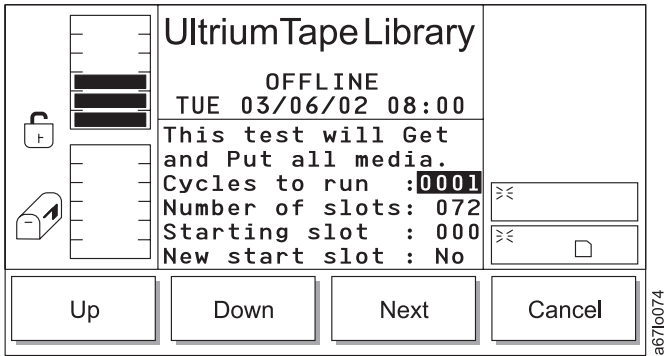 UltriumTape Library
OFFLINE
TUE 03/06/02 08:00
This test will Get
and Put all media.
Cycles to run :0001
Number of slots: 072
Starting slot : 000
New start slot : No
Up Down Next Cancel
a67lo074